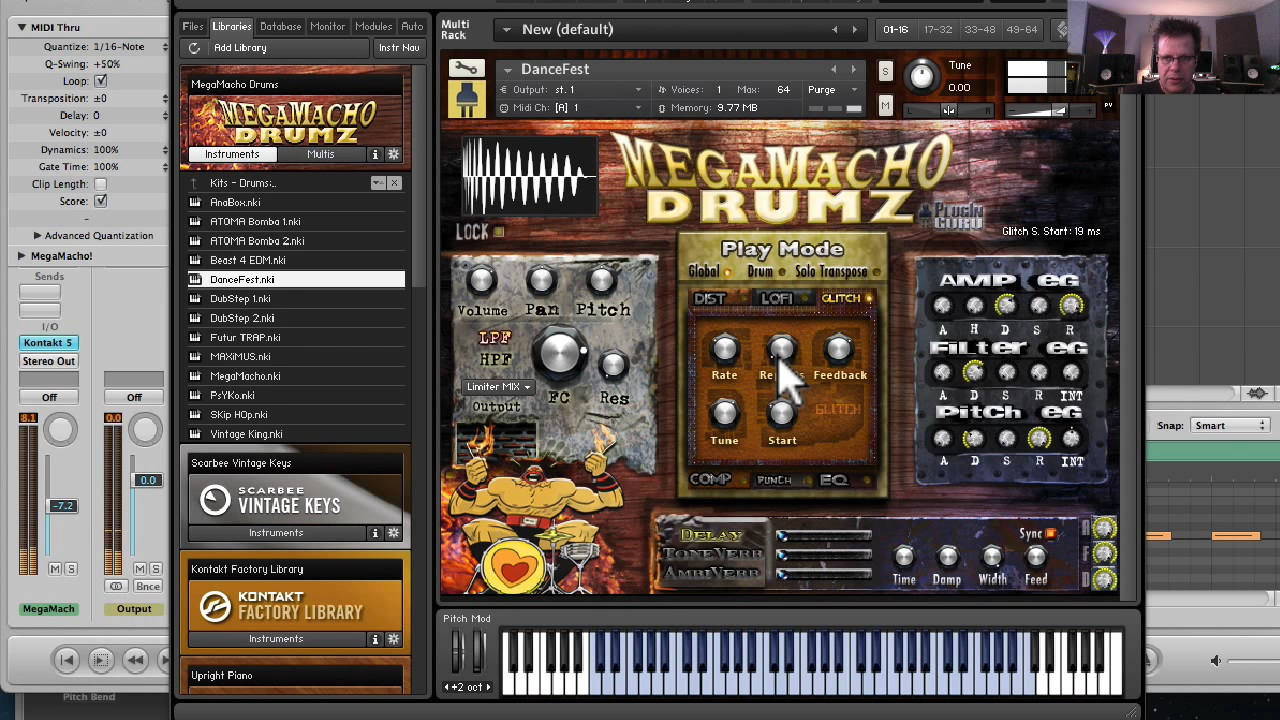 MIDI Thru
Quantize: 1/16-Note
Q-Swing: +50%
Loop:
Transposition: ±0
Delay: 0
Velocity: ±0
Dynamics: 100%
Gate Time: 100%
Clip Length:
Score:
Advanced Quantization
MegaMacho!
Sends
I/O
Kontakt 5
Stereo Out
Off
Off
8.1
0.0
-7.2
0.0
M S
M S
Bnce
MegaMach
Output
Pitch Bend
Files Libraries Database Monitor Modules Auto
Add Library
Instr Nav
MegaMacho Drums
MEGAMACHO
DRUMZ
Instruments Multis
Kits - Drums:..
AnaBox.nki
ATOMA Bomba 1.nki
ATOMA Bomba 2.nki
Beast 4 EDM.nki
DanceFest.nki
DubStep 1.nki
DubStep 2.nki
Futur TRAP.nki
MAXiMUS.nki
MegaMacho.nki
PsYKo.nki
SKip HOp.nki
Vintage King.nki
Scarbee Vintage Keys
SCARBEE
VINTAGE KEYS
Instruments
Kontakt Factory Library
KONTAKT
FACTORY LIBRARY
Instruments
Upright Piano
Multi
Rack
New (default)
01-16 17-32 33-48 49-64
DanceFest
Output: st. 1
Voices: 1 Max: 64
Purge
Midi Ch: [A] 1
Memory: 9.77 MB
S
M
Tune
0.00
L R
PV
MEGAMACHO
DRUMZ
PLUGIN
GURU
LOCK
Glitch S. Start: 19 ms
Play Mode
Global Drum Solo Transpose
DIST LOFI GLITCH
Rate
Feedback
Tune
Start
GLITCH
COMP PUNCH EQ
Volume Pan Pitch
LPF
HPF
Limiter MIX
Output
FC
Res
AMP EG
A H D S R
Filter EG
A D S R INT
Pitch EG
A D S R INT
Delay
ToneVerb
AmbiVerb
Sync
Time Damp Width Feed
Pitch Mod
+2 oct
Snap: Smart